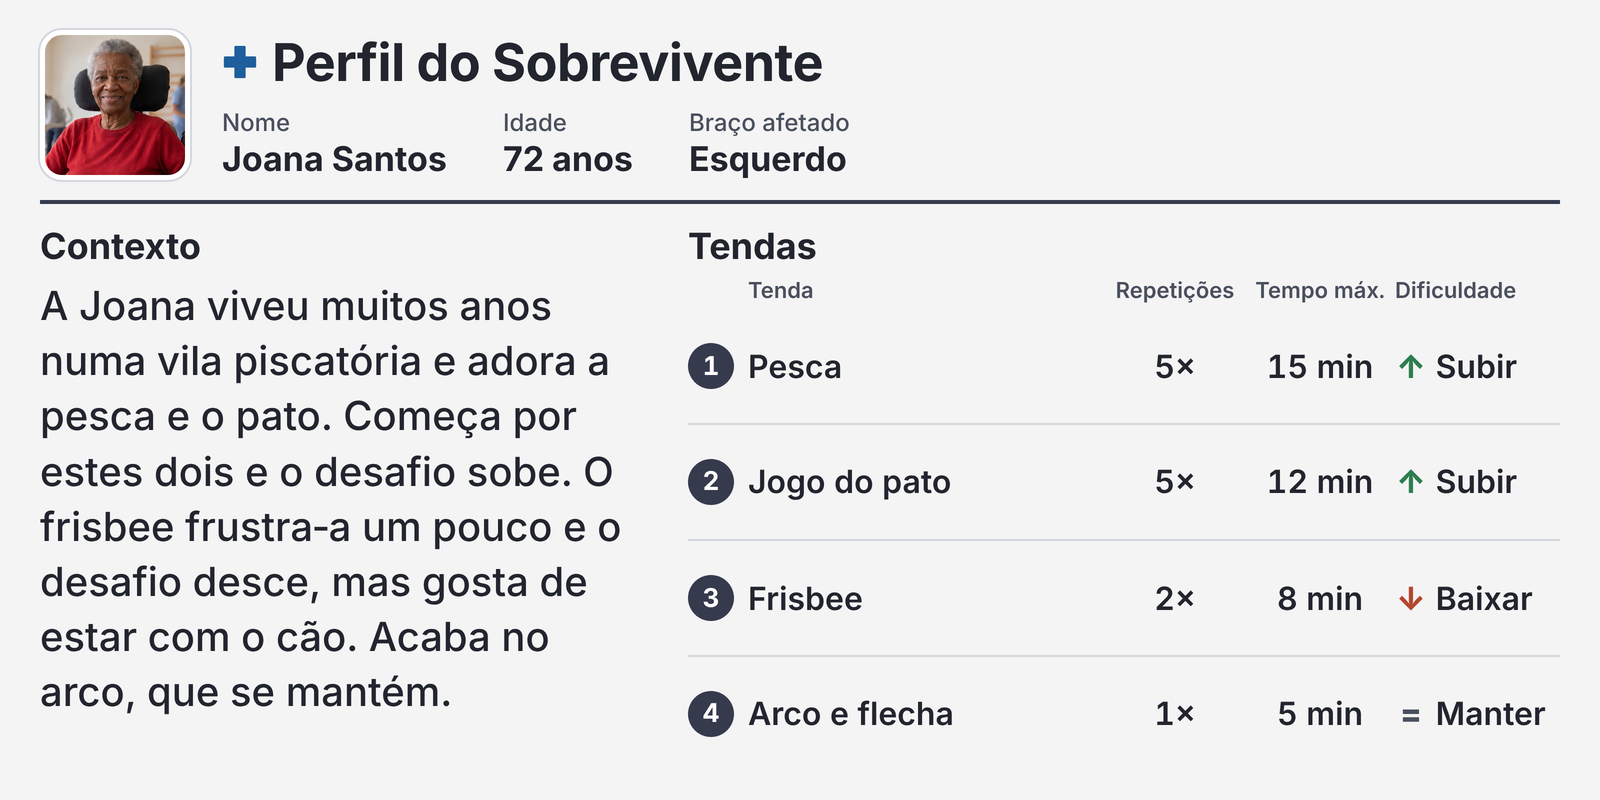 Perfil do Sobrevivente
Nome
Joana Santos
Idade
72 anos
Braço afetado
Esquerdo
Contexto
A Joana viveu muitos anos
numa vila piscatória e adora a
pesca e o pato. Começa por
estes dois e o desafio sobe. O
frisbee frustra-a um pouco e o
desafio desce, mas gosta de
estar com o cão. Acaba no
arco, que se mantém.
Tendas
Tenda Repetições Tempo máx. Dificuldade
1 Pesca 5× 15 min ↑ Subir
2 Jogo do pato 5× 12 min ↑ Subir
3 Frisbee 2× 8 min ↓ Baixar
4 Arco e flecha 1× 5 min = Manter